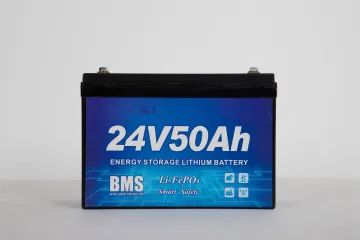 24V50Ah
ENERGY STORAGE LITHIUM BATTERY
BMS
Li-FePO₄
Smart Safety